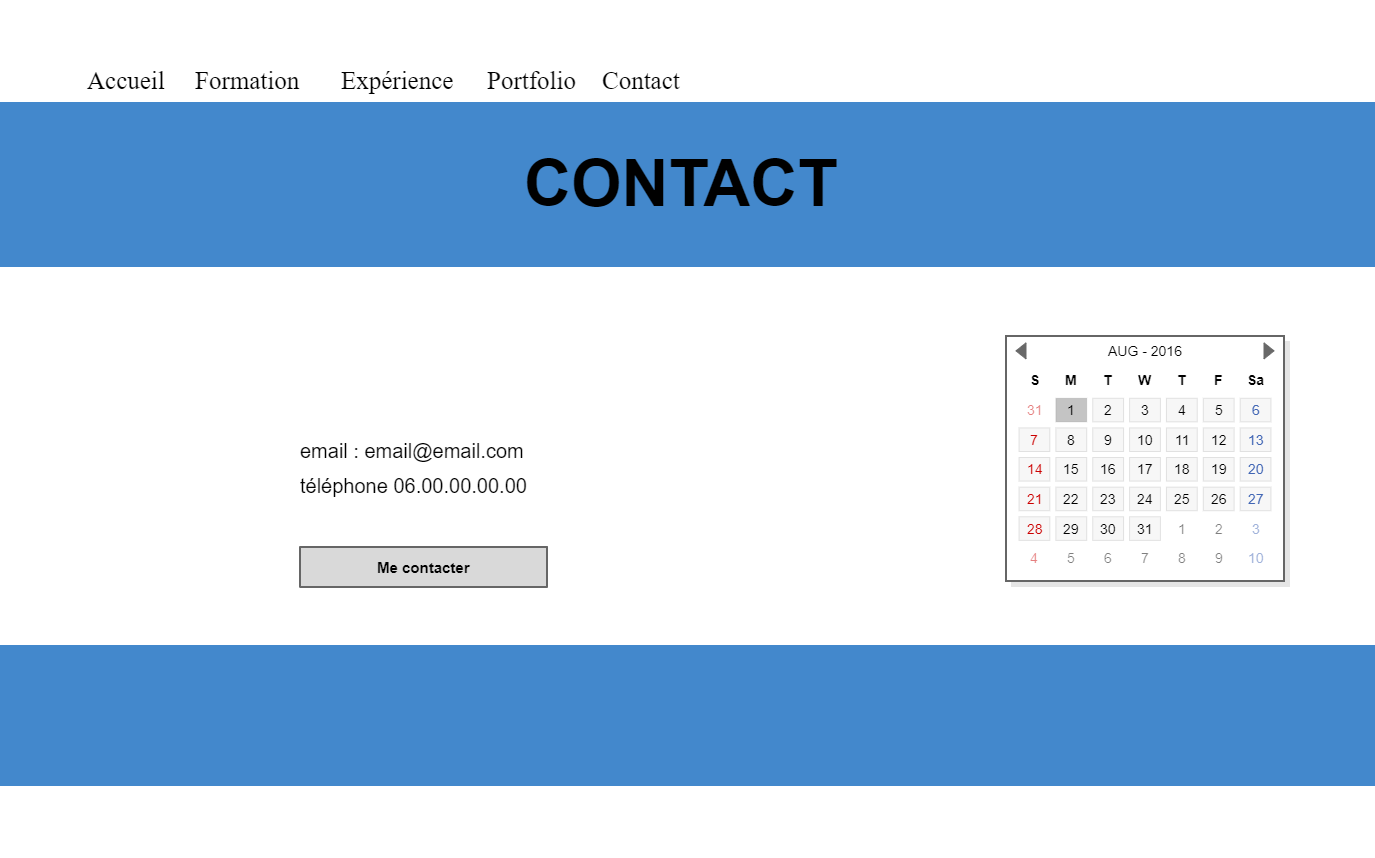 Accueil Formation Expérience Portfolio Contact
CONTACT
AUG - 2016
S M T W T F Sa
31 1 2 3 4 5 6
7 8 9 10 11 12 13
14 15 16 17 18 19 20
21 22 23 24 25 26 27
28 29 30 31 1 2 3
4 5 6 7 8 9 10
email : email@email.com
téléphone 06.00.00.00.00
Me contacter